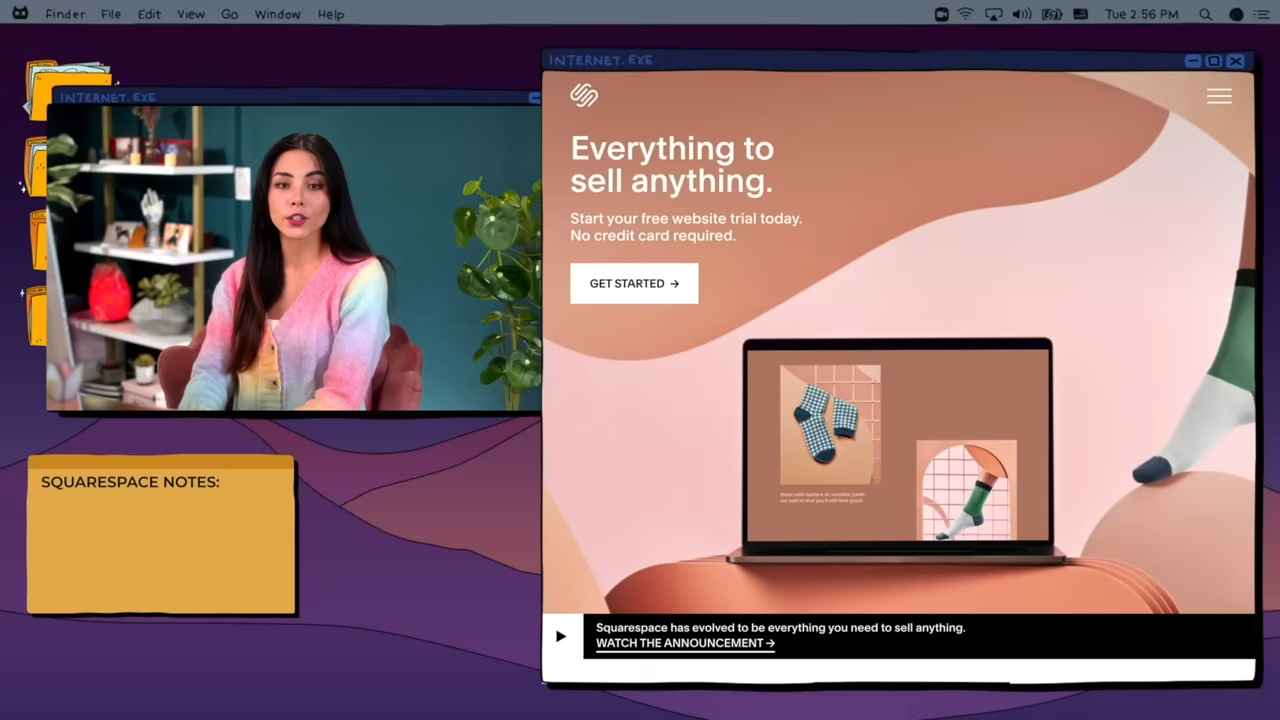 Finder File Edit View Go Window Help
Tue 2:56 PM
INTERNET.EXE
INTERNET.EXE
Everything to
sell anything.
Start your free website trial today.
No credit card required.
GET STARTED →
SQUARESPACE NOTES:
Squarespace has evolved to be everything you need to sell anything.
WATCH THE ANNOUNCEMENT →